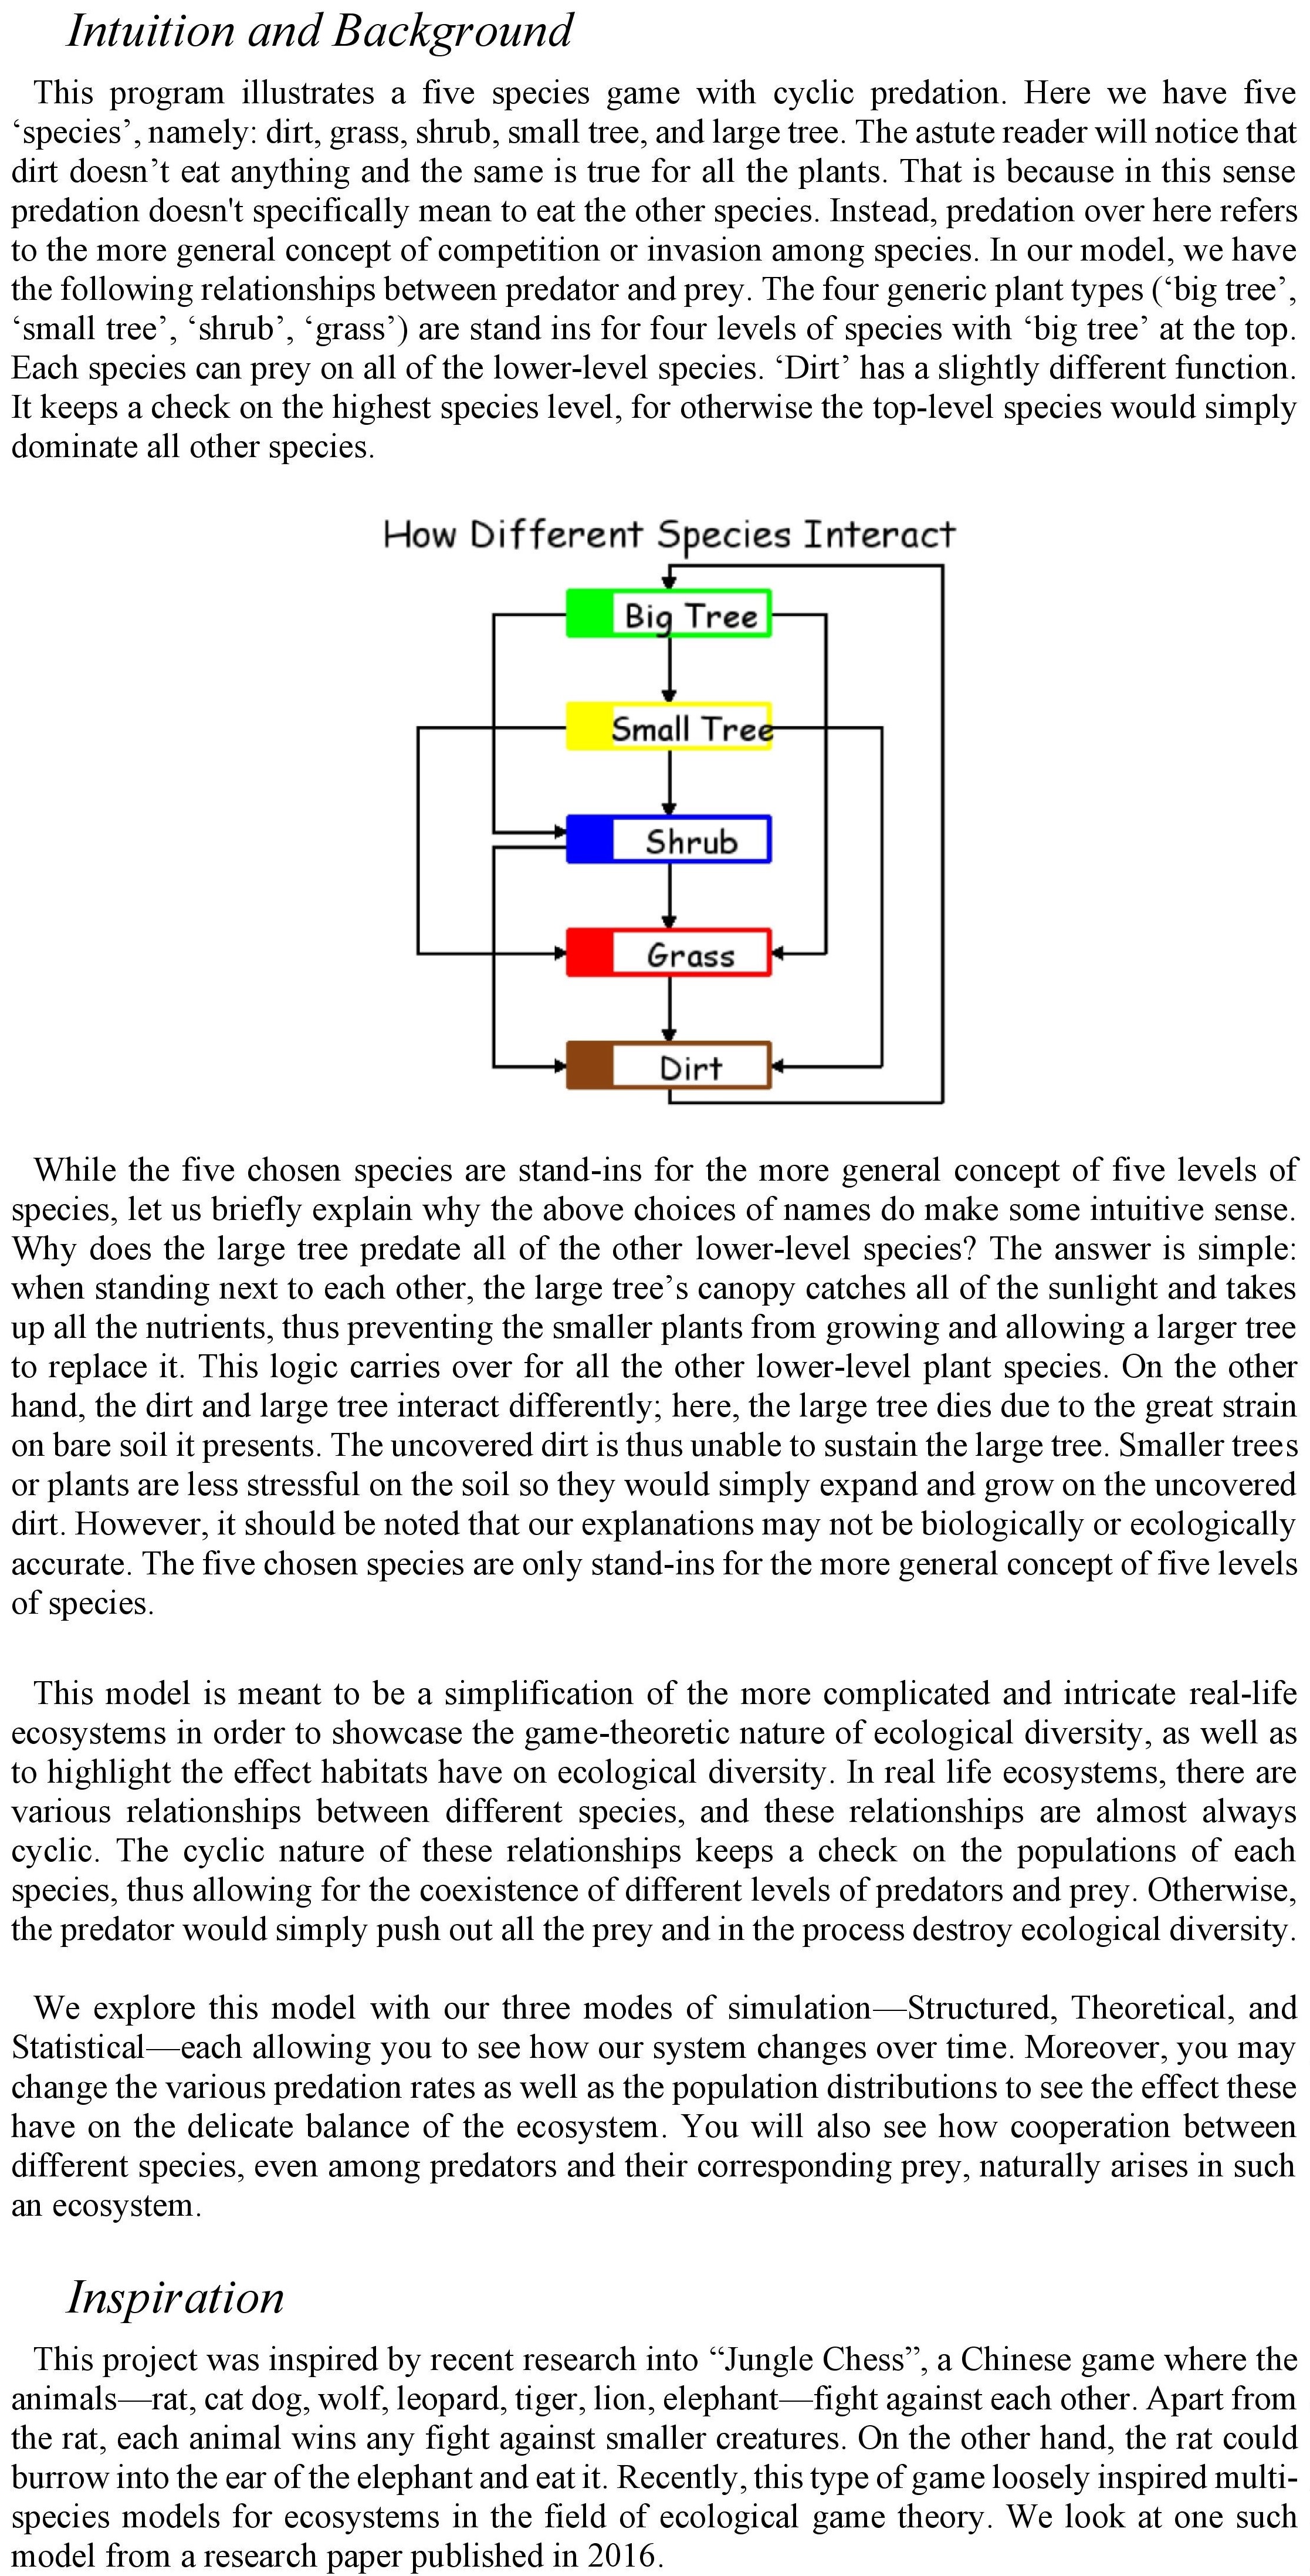 Intuition and Background
This program illustrates a five species game with cyclic predation. Here we have five
‘species’, namely: dirt, grass, shrub, small tree, and large tree. The astute reader will notice that
dirt doesn’t eat anything and the same is true for all the plants. That is because in this sense
predation doesn't specifically mean to eat the other species. Instead, predation over here refers
to the more general concept of competition or invasion among species. In our model, we have
the following relationships between predator and prey. The four generic plant types (‘big tree’,
‘small tree’, ‘shrub’, ‘grass’) are stand ins for four levels of species with ‘big tree’ at the top.
Each species can prey on all of the lower-level species. ‘Dirt’ has a slightly different function.
It keeps a check on the highest species level, for otherwise the top-level species would simply
dominate all other species.
How Different Species Interact
Big Tree
Small Tree
Shrub
Grass
Dirt
While the five chosen species are stand-ins for the more general concept of five levels of
species, let us briefly explain why the above choices of names do make some intuitive sense.
Why does the large tree predate all of the other lower-level species? The answer is simple:
when standing next to each other, the large tree’s canopy catches all of the sunlight and takes
up all the nutrients, thus preventing the smaller plants from growing and allowing a larger tree
to replace it. This logic carries over for all the other lower-level plant species. On the other
hand, the dirt and large tree interact differently; here, the large tree dies due to the great strain
on bare soil it presents. The uncovered dirt is thus unable to sustain the large tree. Smaller trees
or plants are less stressful on the soil so they would simply expand and grow on the uncovered
dirt. However, it should be noted that our explanations may not be biologically or ecologically
accurate. The five chosen species are only stand-ins for the more general concept of five levels
of species.
This model is meant to be a simplification of the more complicated and intricate real-life
ecosystems in order to showcase the game-theoretic nature of ecological diversity, as well as
to highlight the effect habitats have on ecological diversity. In real life ecosystems, there are
various relationships between different species, and these relationships are almost always
cyclic. The cyclic nature of these relationships keeps a check on the populations of each
species, thus allowing for the coexistence of different levels of predators and prey. Otherwise,
the predator would simply push out all the prey and in the process destroy ecological diversity.
We explore this model with our three modes of simulation—Structured, Theoretical, and
Statistical—each allowing you to see how our system changes over time. Moreover, you may
change the various predation rates as well as the population distributions to see the effect these
have on the delicate balance of the ecosystem. You will also see how cooperation between
different species, even among predators and their corresponding prey, naturally arises in such
an ecosystem.
Inspiration
This project was inspired by recent research into “Jungle Chess”, a Chinese game where the
animals—rat, cat dog, wolf, leopard, tiger, lion, elephant—fight against each other. Apart from
the rat, each animal wins any fight against smaller creatures. On the other hand, the rat could
burrow into the ear of the elephant and eat it. Recently, this type of game loosely inspired multi-
species models for ecosystems in the field of ecological game theory. We look at one such
model from a research paper published in 2016.